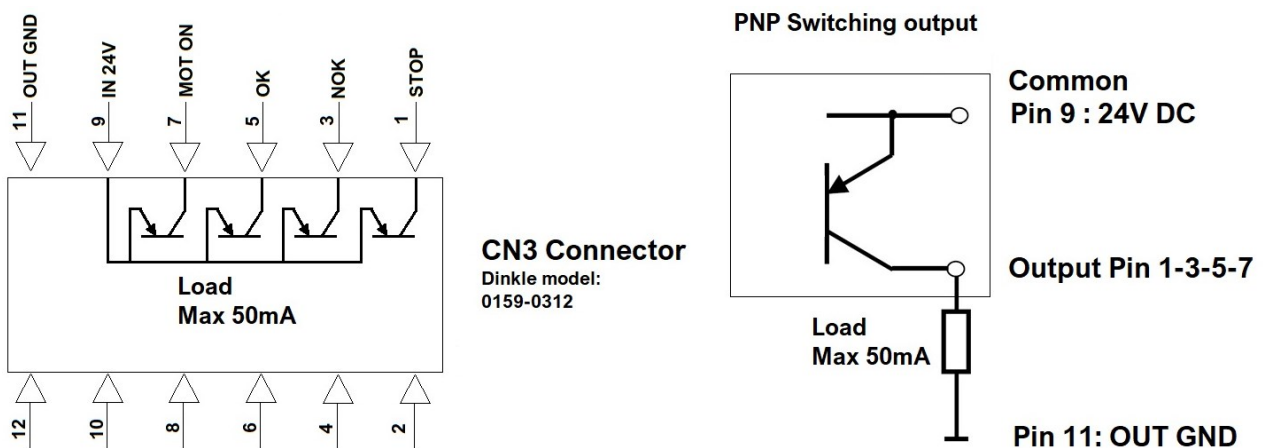 OUT GND
IN 24V
MOT ON
OK
NOK
STOP
11
9
7
5
3
1
Load
Max 50mA
12
10
8
6
4
2
CN3 Connector
Dinkle model:
0159-0312
PNP Switching output
Common
Pin 9 : 24V DC
Output Pin 1-3-5-7
Load
Max 50mA
Pin 11: OUT GND